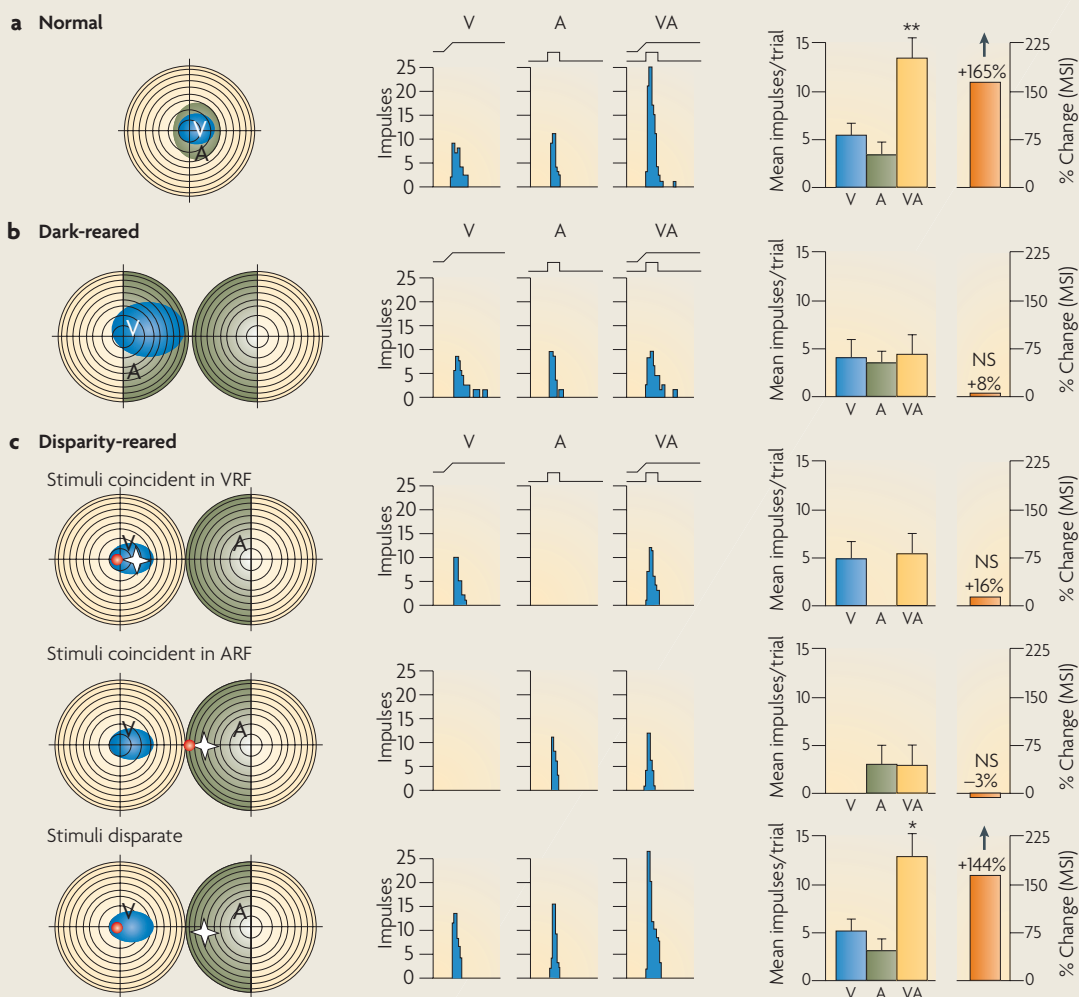 a Normal
V A VA
Impulses
25
20
15
10
5
0
V
A
Mean impulses/trial
15
10
5
0
V A VA
**
+165%
225
150
75
0
% Change (MSI)
b Dark-reared
V A VA
Impulses
25
20
15
10
5
0
V
A
Mean impulses/trial
15
10
5
0
V A VA
NS
+8%
225
150
75
0
% Change (MSI)
c Disparity-reared
Stimuli coincident in VRF
V A VA
Impulses
25
20
15
10
5
0
V A
Mean impulses/trial
15
10
5
0
V A VA
NS
+16%
225
150
75
0
% Change (MSI)
Stimuli coincident in ARF
Impulses
25
20
15
10
5
0
V A
Mean impulses/trial
15
10
5
0
V A VA
NS
–3%
225
150
75
0
% Change (MSI)
Stimuli disparate
Impulses
25
20
15
10
5
0
V A
Mean impulses/trial
15
10
5
0
V A VA
*
+144%
225
150
75
0
% Change (MSI)